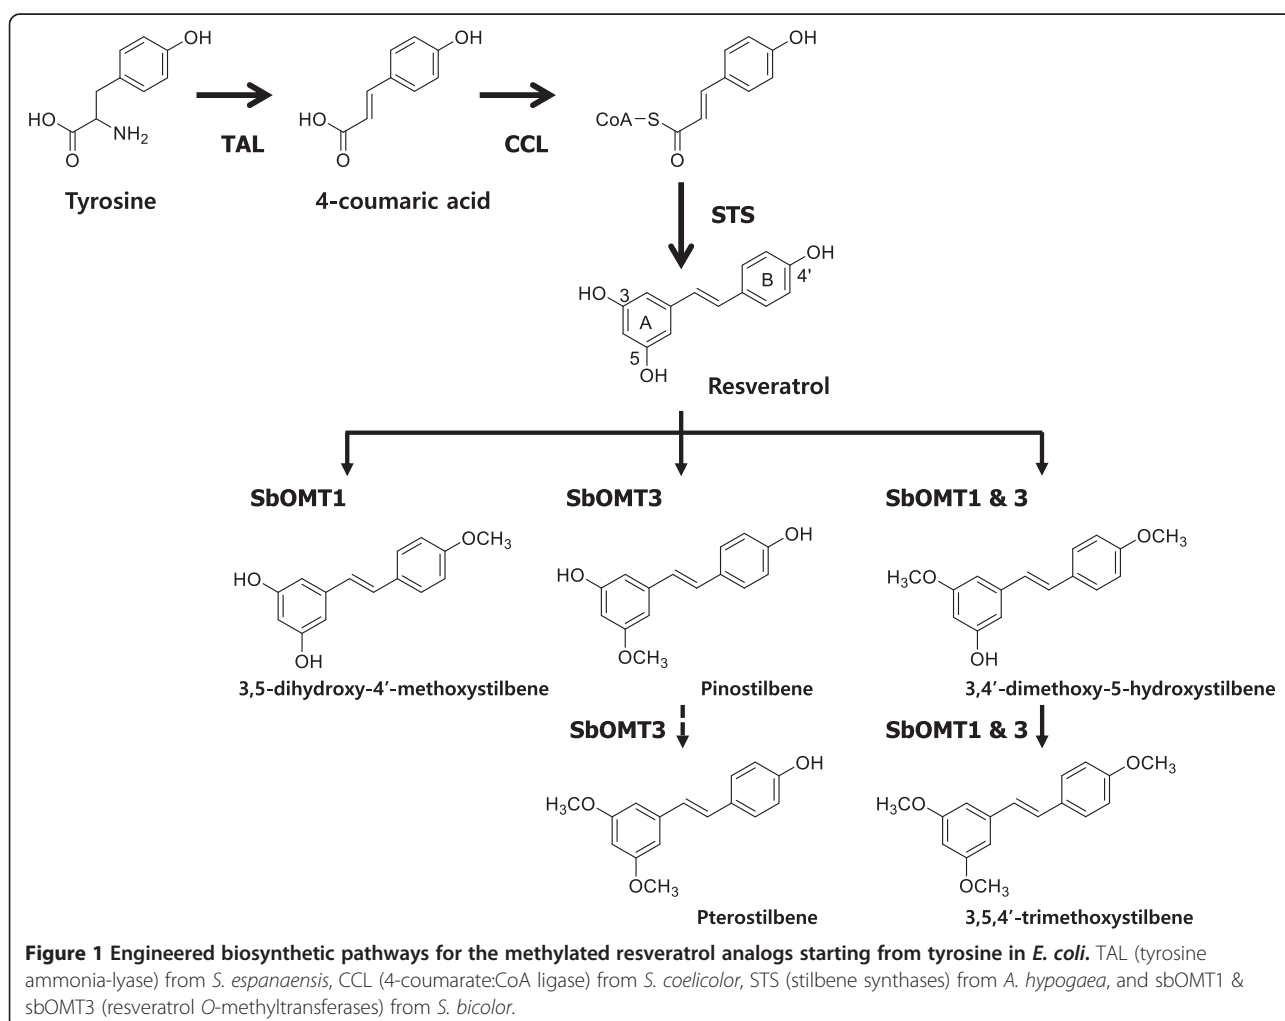 OH
OH
OH
HO
NH2
O
HO
O
CoA–S
O
TAL
CCL
Tyrosine
4-coumaric acid
STS
OH
4'
B
HO
3
A
5
OH
Resveratrol
SbOMT1
SbOMT3
SbOMT1 & 3
OCH3
HO
OH
OH
HO
OCH3
OCH3
H3CO
OH
3,5-dihydroxy-4′-methoxystilbene
Pinostilbene
3,4′-dimethoxy-5-hydroxystilbene
SbOMT3
SbOMT1 & 3
OH
H3CO
OCH3
OCH3
H3CO
OCH3
Pterostilbene
3,5,4′-trimethoxystilbene
Figure 1 Engineered biosynthetic pathways for the methylated resveratrol analogs starting from tyrosine in E. coli. TAL (tyrosine
ammonia-lyase) from S. espanaensis, CCL (4-coumarate:CoA ligase) from S. coelicolor, STS (stilbene synthases) from A. hypogaea, and sbOMT1 &
sbOMT3 (resveratrol O-methyltransferases) from S. bicolor.